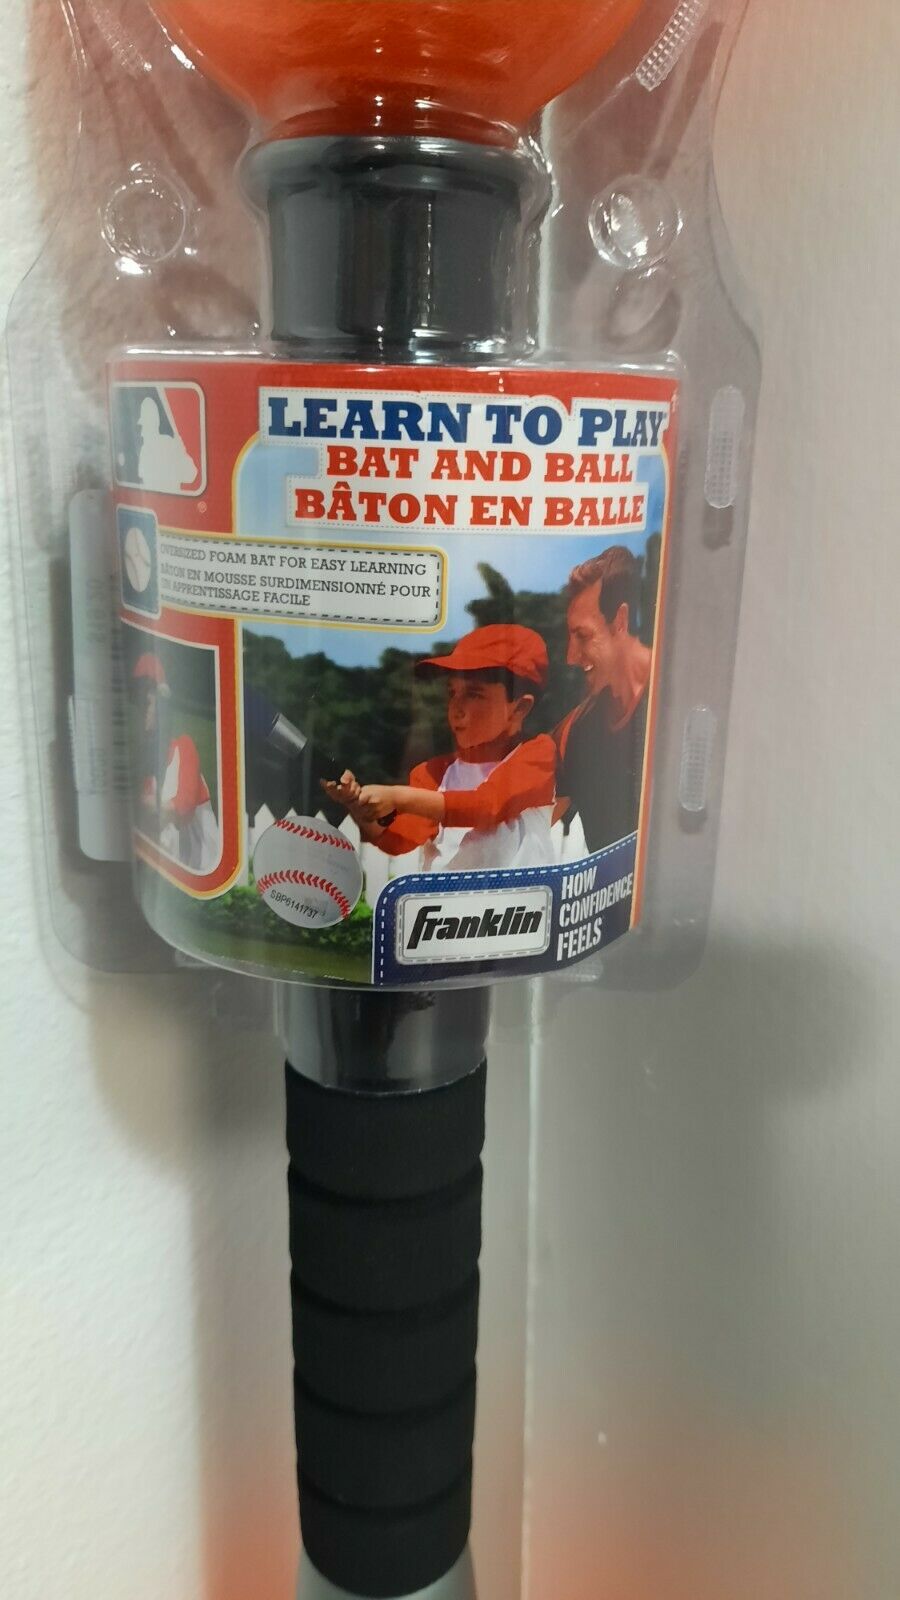 LEARN TO PLAY
BAT AND BALL
BÂTON EN BALLE
®
OVERSIZED FOAM BAT FOR EASY LEARNING
BÂTON EN MOUSSE SURDIMENSIONNÉ POUR
UN APPRENTISSAGE FACILE
SBP6141737
franklin
HOW
CONFIDENCE
FEELS